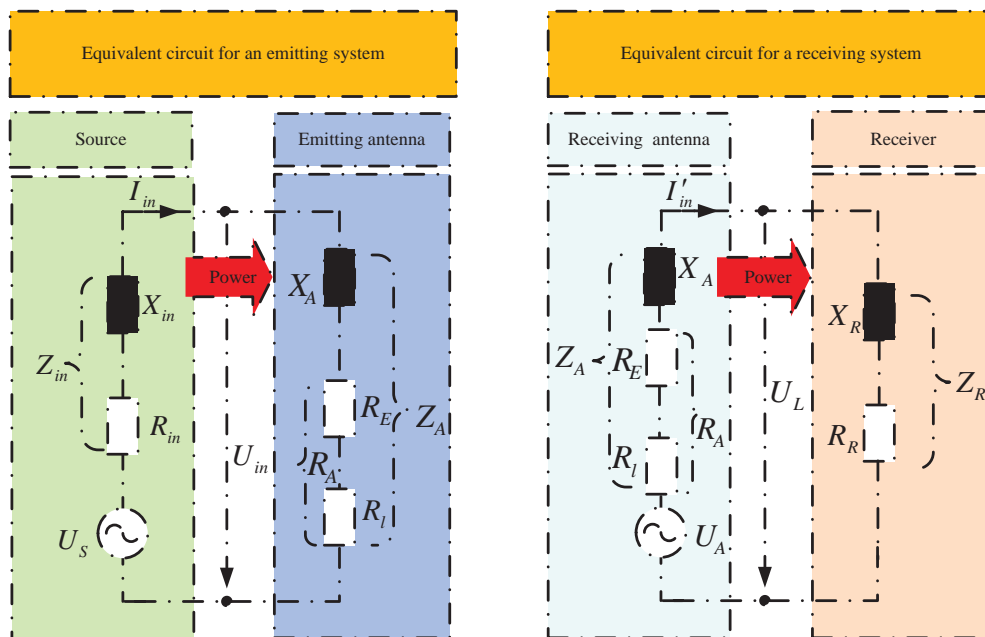 Equivalent circuit for an emitting system
Equivalent circuit for a receiving system
Source
Emitting antenna
Receiving antenna
Receiver
I_in
I'_in
Power
Power
X_in
X_A
X_A
X_R
Z_in
Z_A
Z_A
Z_R
R_in
R_E
R_E
R_R
U_in
R_A
U_L
R_A
R_l
R_l
U_S
U_A